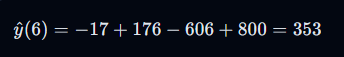 ŷ(6) = −17 + 176 − 606 + 800 = 353